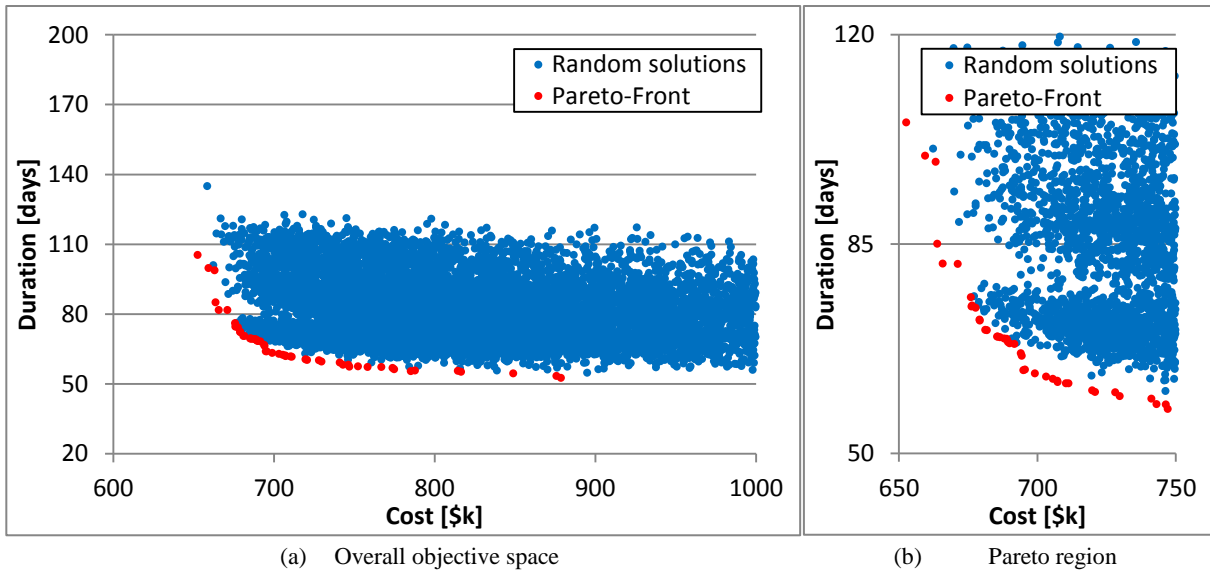 200
170
140
110
80
50
20
Duration [days]
600
700
800
900
1000
Cost [$k]
Random solutions
Pareto-Front
(a) Overall objective space
120
85
50
Duration [days]
650
700
750
Cost [$k]
Random solutions
Pareto-Front
(b) Pareto region